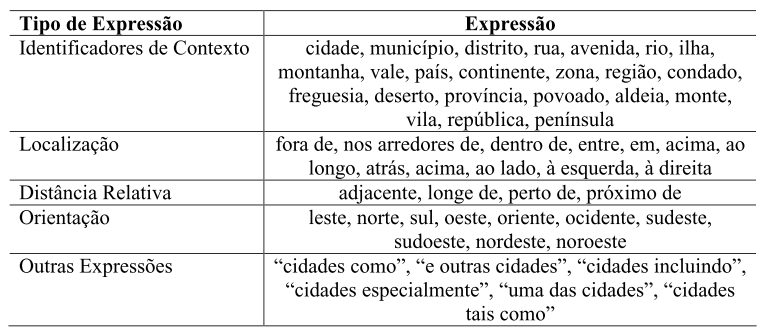 Tipo de Expressão Expressão
Identificadores de Contexto cidade, município, distrito, rua, avenida, rio, ilha,
montanha, vale, país, continente, zona, região, condado,
freguesia, deserto, província, povoado, aldeia, monte,
vila, república, península
Localização fora de, nos arredores de, dentro de, entre, em, acima, ao
longo, atrás, acima, ao lado, à esquerda, à direita
Distância Relativa adjacente, longe de, perto de, próximo de
Orientação leste, norte, sul, oeste, oriente, ocidente, sudeste,
sudoeste, nordeste, noroeste
Outras Expressões “cidades como”, “e outras cidades”, “cidades incluindo”,
“cidades especialmente”, “uma das cidades”, “cidades
tais como”